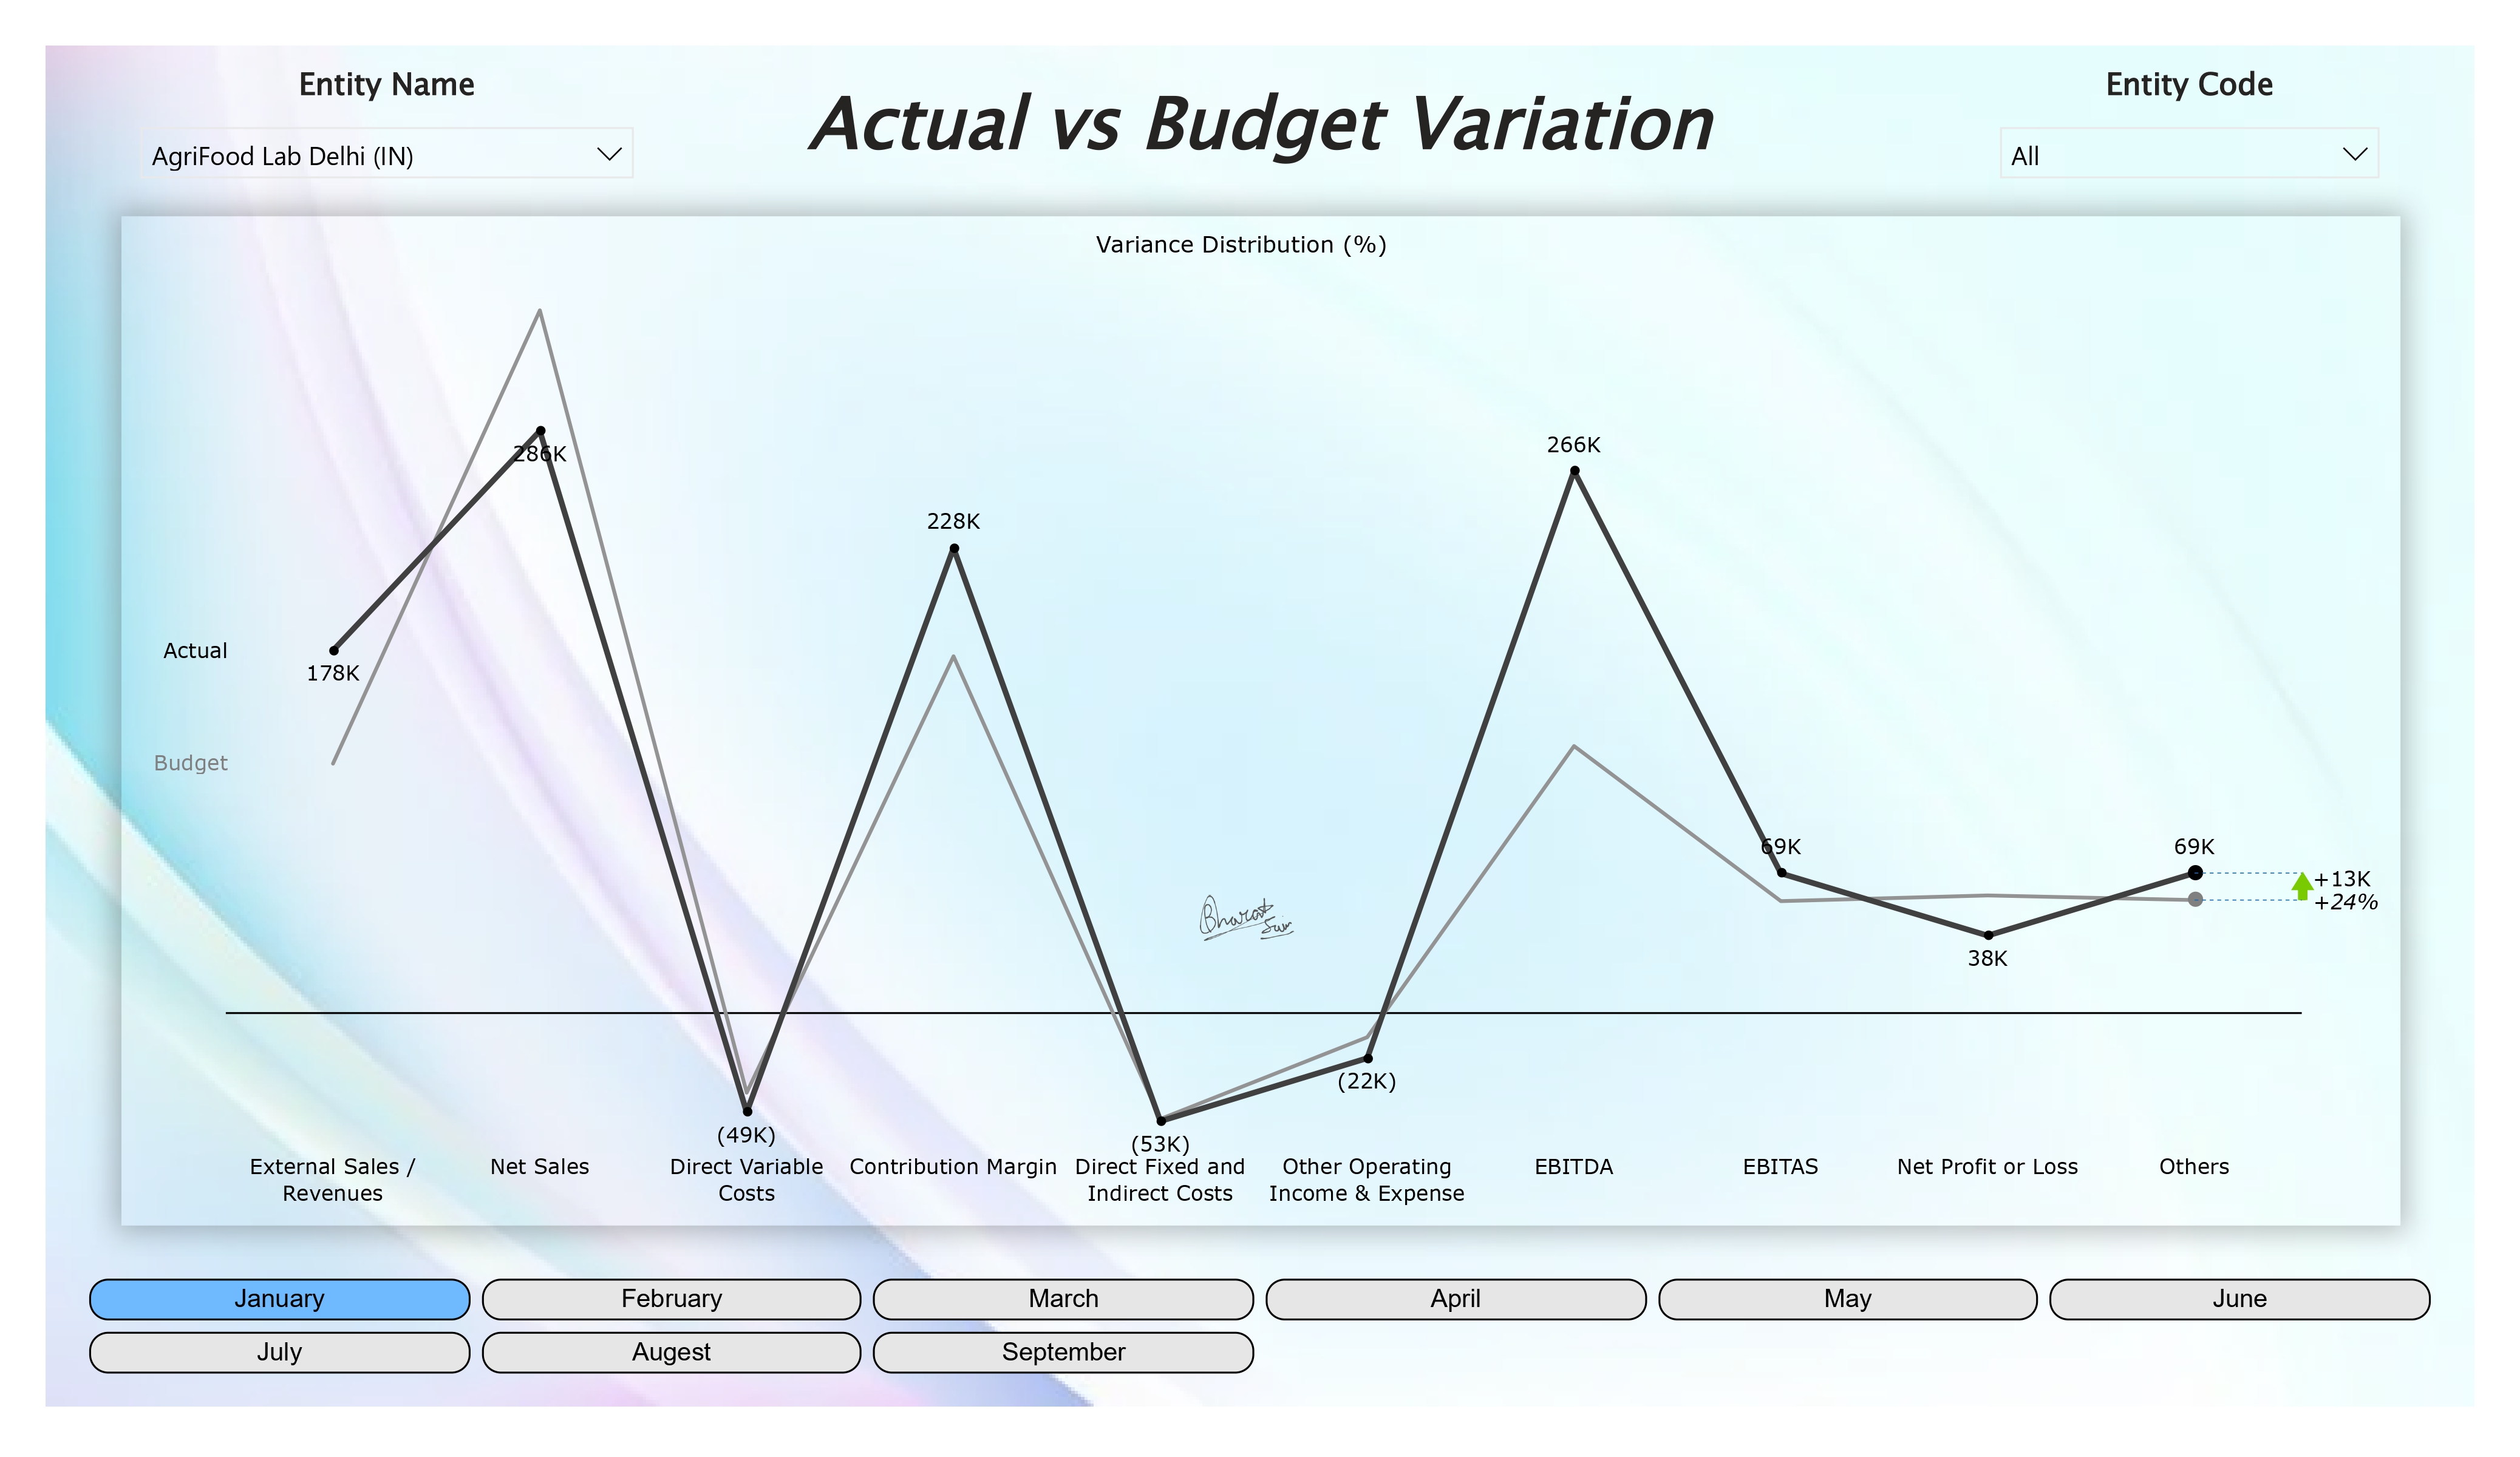 Entity Name
Actual vs Budget Variation
Entity Code
AgriFood Lab Delhi (IN)
All
Variance Distribution (%)
286K
266K
228K
Actual
178K
Budget
69K
69K
+13K
+24%
Bharat
38K
(22K)
(49K)
(53K)
External Sales /
Revenues
Net Sales
Direct Variable
Costs
Contribution Margin
Direct Fixed and
Indirect Costs
Other Operating
Income & Expense
EBITDA
EBITAS
Net Profit or Loss
Others
January
February
March
April
May
June
July
Augest
September